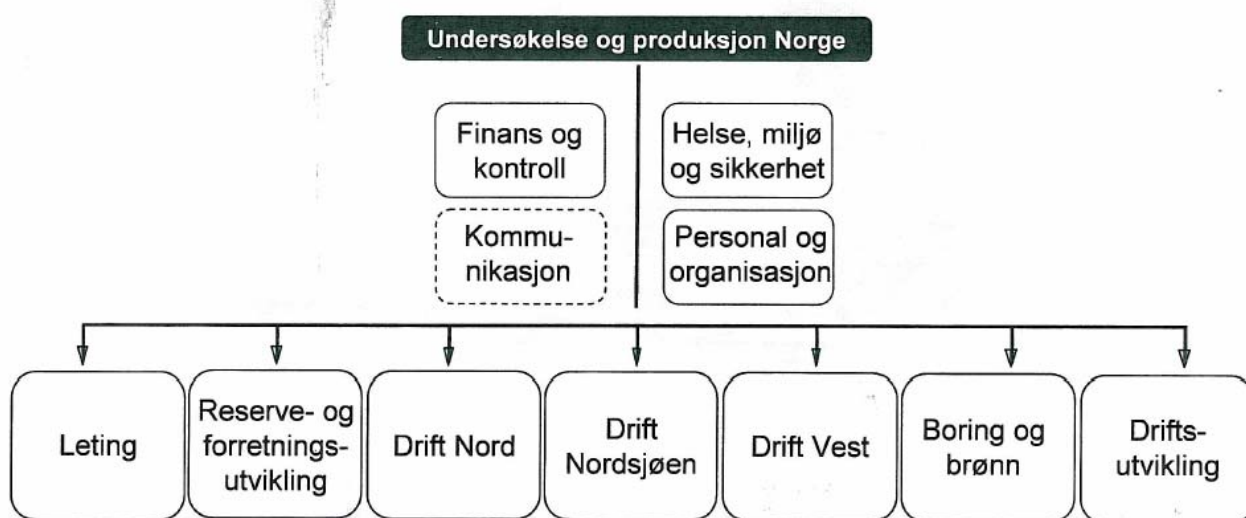 Undersøkelse og produksjon Norge
Finans og
kontroll
Helse, miljø
og sikkerhet
Kommu-
nikasjon
Personal og
organisasjon
Leting
Reserve- og
forretnings-
utvikling
Drift Nord
Drift
Nordsjøen
Drift Vest
Boring og
brønn
Drifts-
utvikling